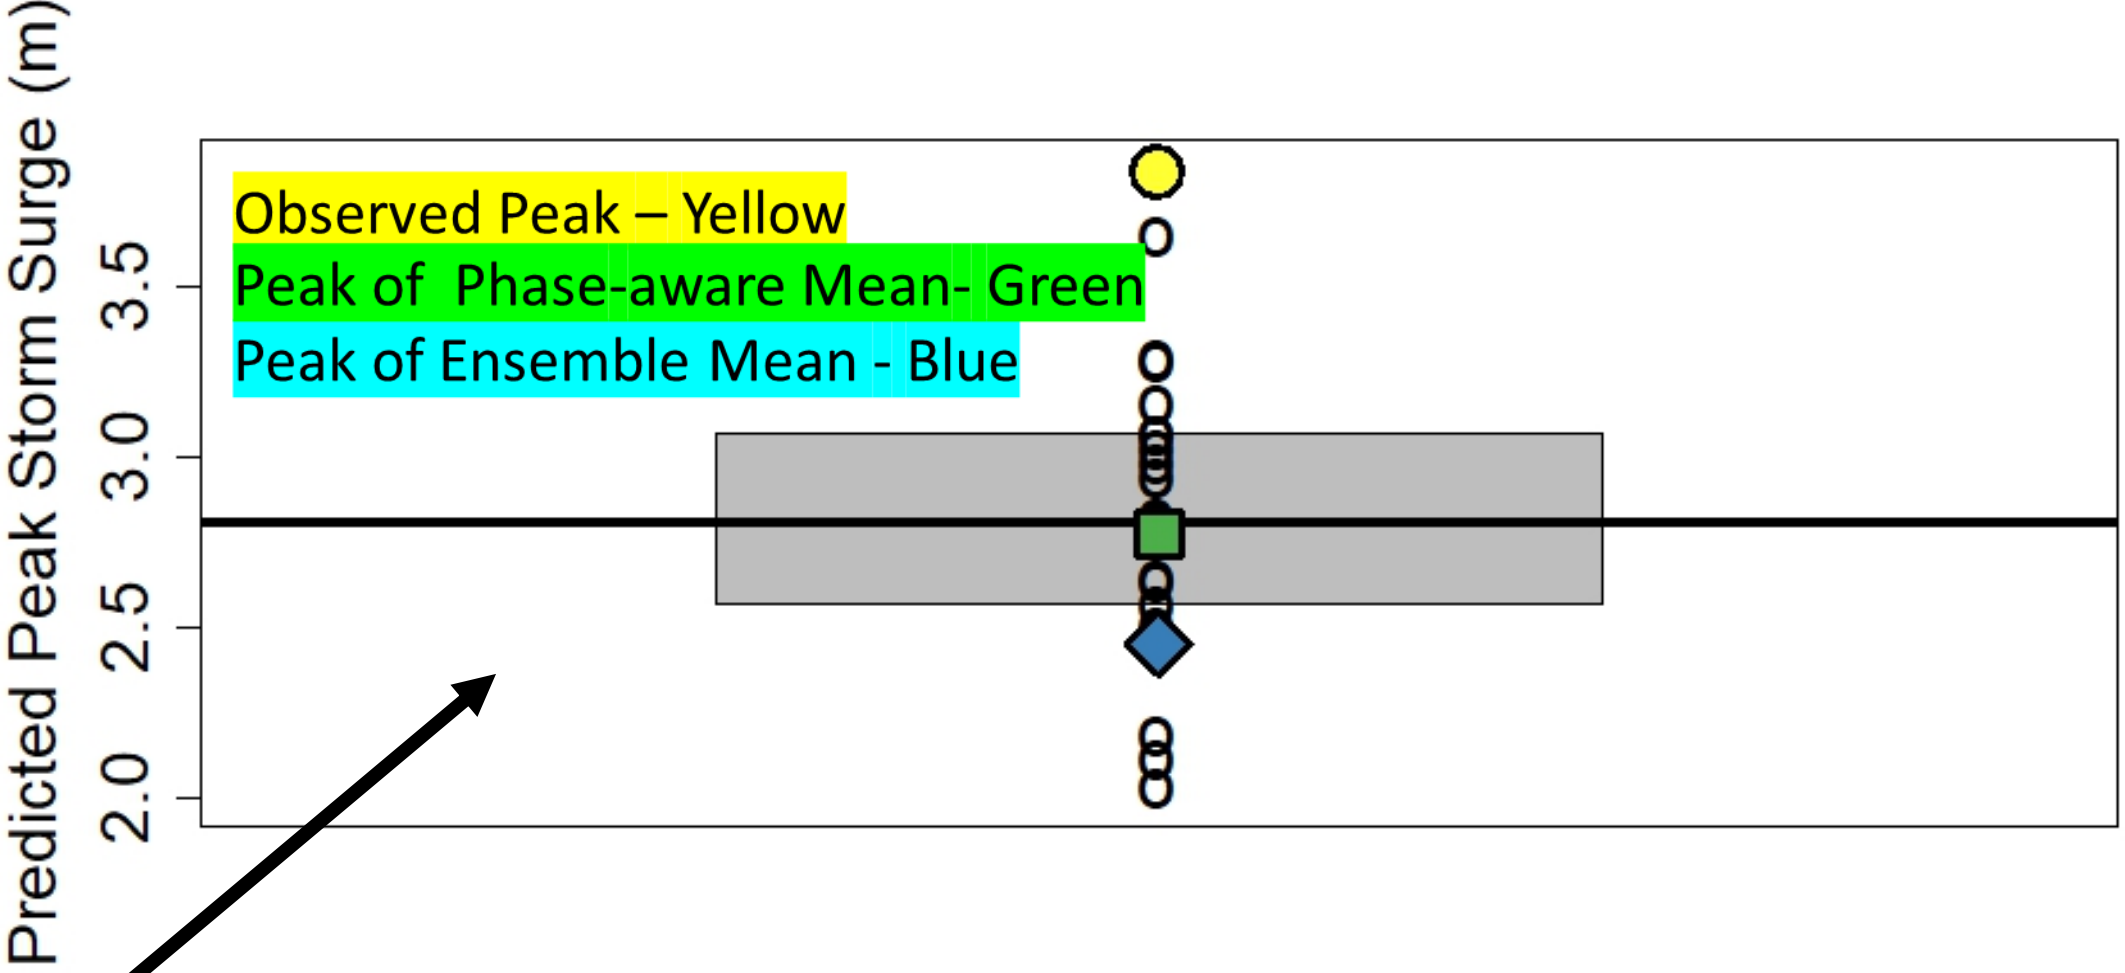 Predicted Peak Storm Surge (m)
3.5
3.0
2.5
2.0
Observed Peak – Yellow
Peak of  Phase-aware Mean- Green
Peak of Ensemble Mean - Blue